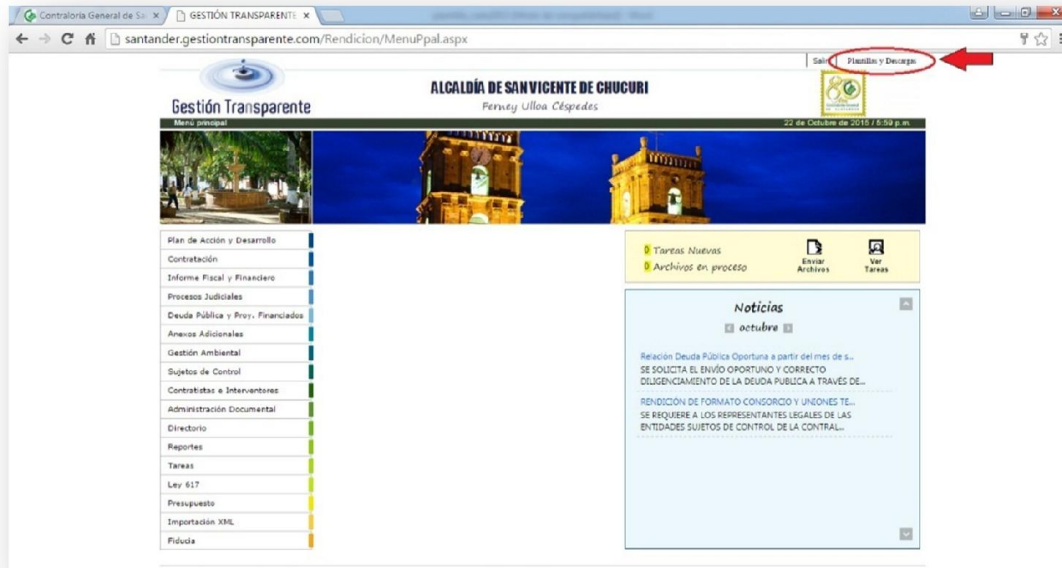 Contraloria General de Sa
GESTIÓN TRANSPARENTE
santander.gestiontransparente.com/Rendicion/MenuPpal.aspx
Salir
Plantillas y Descargas
Gestión Transparente
ALCALDÍA DE SAN VICENTE DE CHUCURI
Ferney Ulloa Céspedes
80
Menú principal
22 de Octubre de 2015 / 5:59 p.m.
Plan de Acción y Desarrollo
Contratación
Informe Fiscal y Financiero
Procesos Judiciales
Deuda Pública y Proy. Financiados
Anexos Adicionales
Gestión Ambiental
Sujetos de Control
Contratistas e Interventores
Administración Documental
Directorio
Reportes
Tareas
Ley 617
Presupuesto
Importación XML
Fiducia
0 Tareas Nuevas
0 Archivos en proceso
Enviar Archivos
Ver Tareas
Noticias
octubre
Relación Deuda Pública Oportuna a partir del mes de s...
SE SOLICITA EL ENVÍO OPORTUNO Y CORRECTO
DILIGENCIAMIENTO DE LA DEUDA PUBLICA A TRAVÉS DE...
RENDICIÓN DE FORMATO CONSORCIO Y UNIONES TE...
SE REQUIERE A LOS REPRESENTANTES LEGALES DE LAS
ENTIDADES SUJETOS DE CONTROL DE LA CONTRAL...